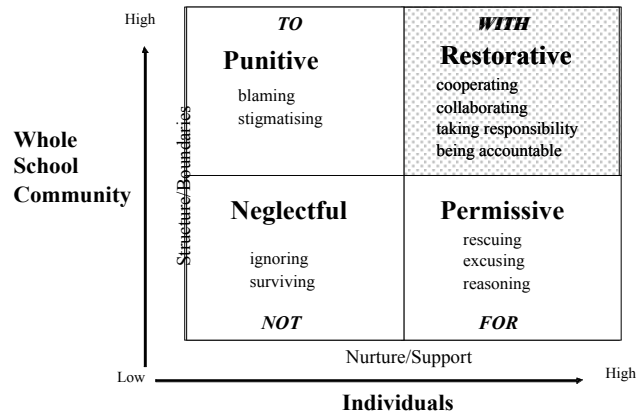 High
TO
Punitive
blaming
stigmatising
WITH
Restorative
cooperating
collaborating
taking responsibility
being accountable
Whole
School
Community
Structure/Boundaries
Neglectful
ignoring
surviving
NOT
Permissive
rescuing
excusing
reasoning
FOR
Nurture/Support
Low
High
Individuals